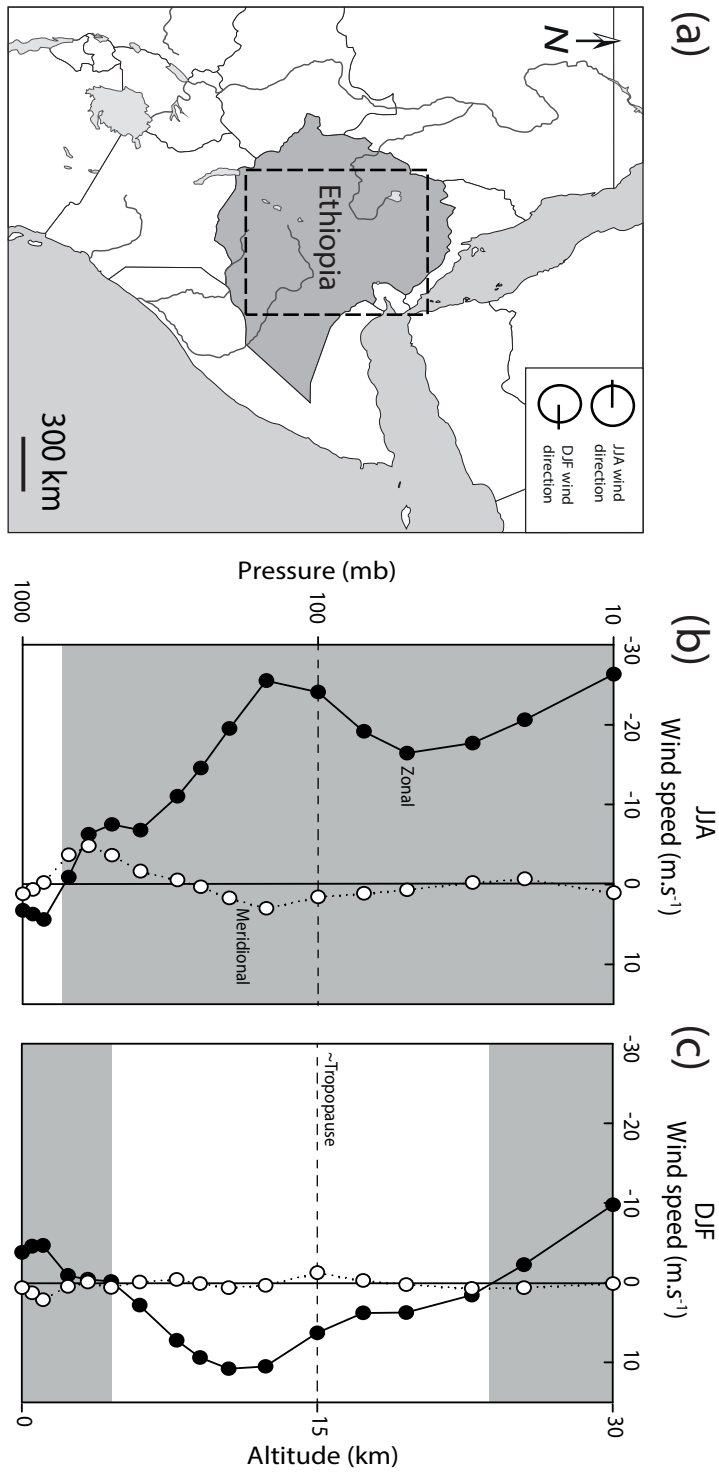 (a)
N
Ethiopia
JJA wind
direction
DJF wind
direction
300 km
(b)
JJA
Wind speed (m.s⁻¹)
-30
-20
-10
0
10
Pressure (mb)
10
100
1000
Zonal
Meridional
(c)
DJF
Wind speed (m.s⁻¹)
-30
-20
-10
0
10
~Tropopause
30
15
0
Altitude (km)